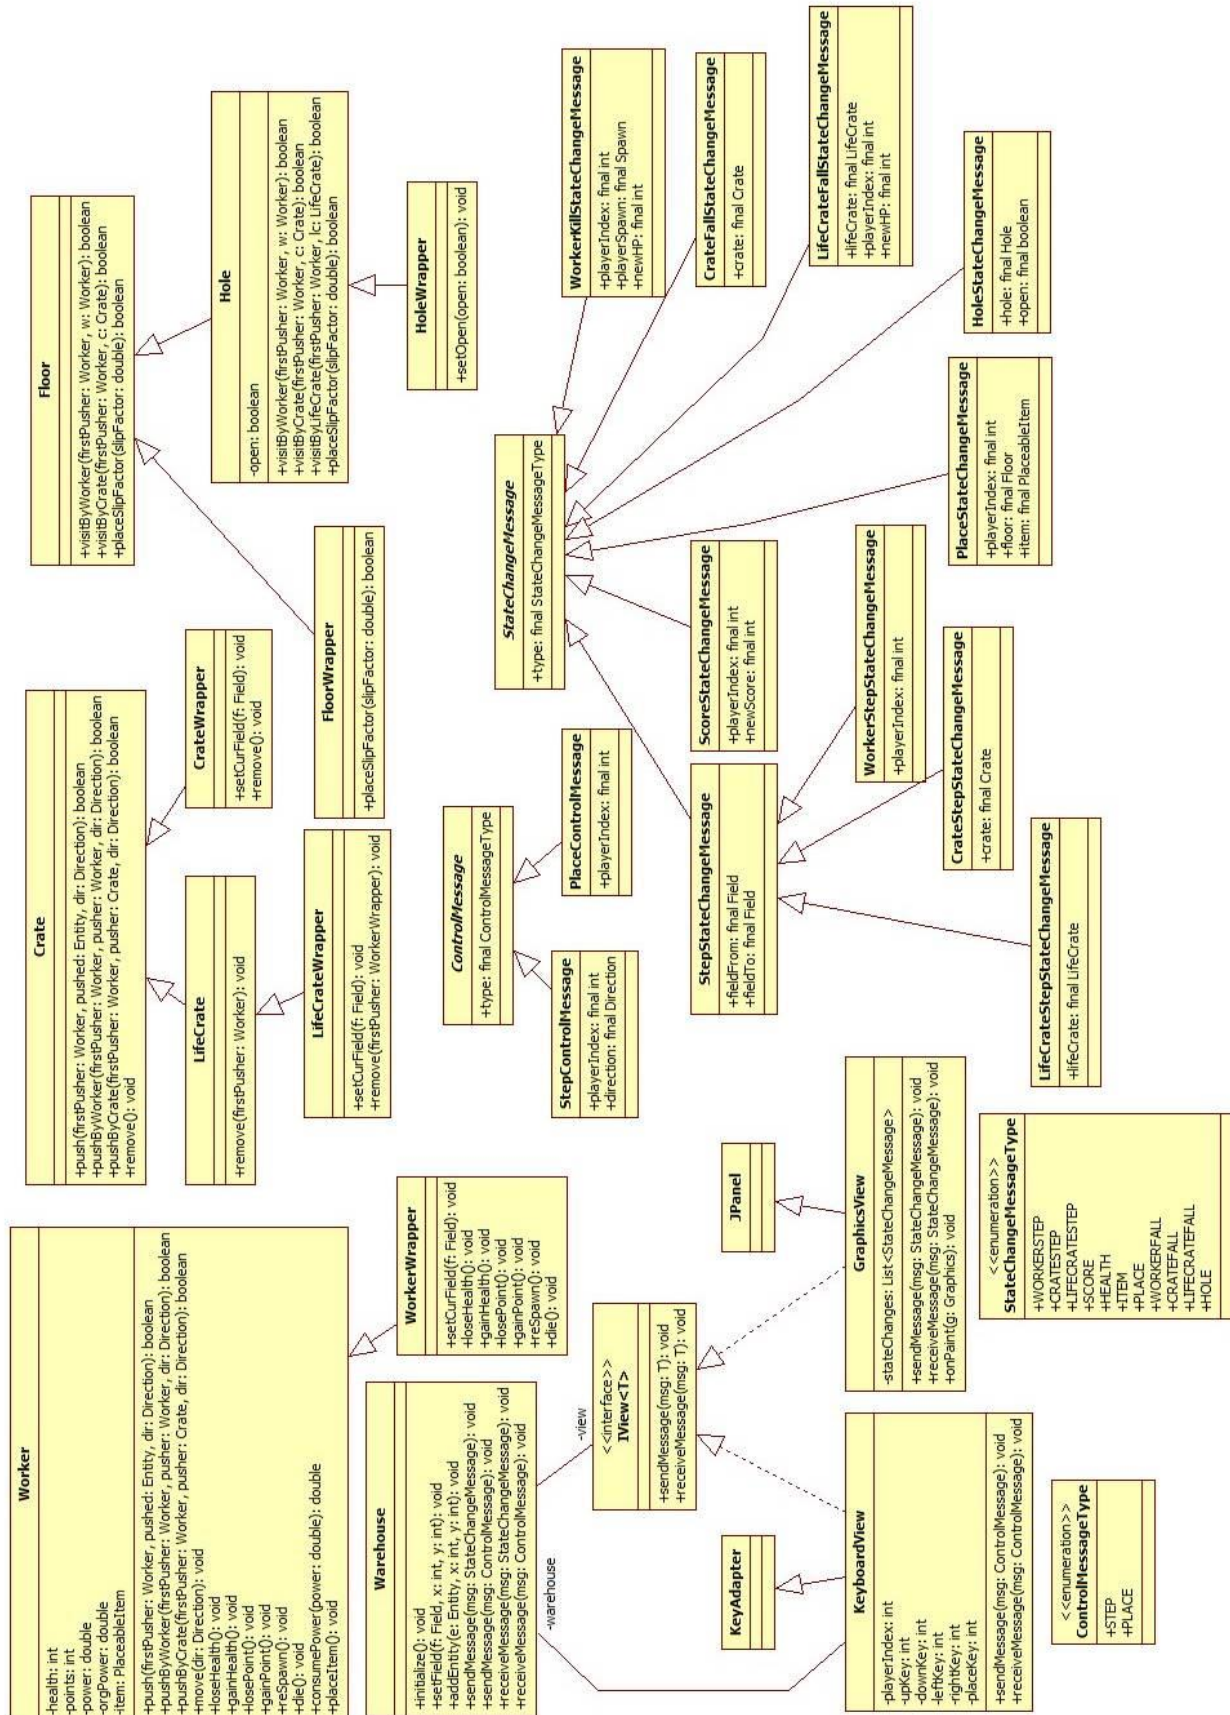 Worker
-health: int
-points: int
-power: double
-orgPower: double
-item: PlaceableItem
+push(firstPusher: Worker, pushed: Entity, dir: Direction): boolean
+pushByWorker(firstPusher: Worker, pusher: Worker, dir: Direction): boolean
+pushByCrate(firstPusher: Worker, pusher: Crate, dir: Direction): boolean
+move(dir: Direction): void
+loseHealth(): void
+gainHealth(): void
+losePoint(): void
+gainPoint(): void
+reSpawn(): void
+die(): void
+consumePower(power: double): double
+placeItem(): void
Crate
+push(firstPusher: Worker, pushed: Entity, dir: Direction): boolean
+pushByWorker(firstPusher: Worker, pusher: Worker, dir: Direction): boolean
+pushByCrate(firstPusher: Worker, pusher: Crate, dir: Direction): boolean
+remove(): void
Floor
+visitByWorker(firstPusher: Worker, w: Worker): boolean
+visitByCrate(firstPusher: Worker, c: Crate): boolean
+placeSlipFactor(slipFactor: double): boolean
LifeCrate
+remove(firstPusher: Worker): void
CrateWrapper
+setCurField(f: Field): void
+remove(): void
Hole
-open: boolean
+visitByWorker(firstPusher: Worker, w: Worker): boolean
+visitByCrate(firstPusher: Worker, c: Crate): boolean
+visitByLifeCrate(firstPusher: Worker, lc: LifeCrate): boolean
+placeSlipFactor(slipFactor: double): boolean
LifeCrateWrapper
+setCurField(f: Field): void
+remove(firstPusher: WorkerWrapper): void
FloorWrapper
+placeSlipFactor(slipFactor: double): boolean
HoleWrapper
+setOpen(open: boolean): void
WorkerWrapper
+setCurField(f: Field): void
+loseHealth(): void
+gainHealth(): void
+losePoint(): void
+gainPoint(): void
+reSpawn(): void
+die(): void
Warehouse
+initialize(): void
+setField(f: Field, x: int, y: int): void
+addEntity(e: Entity, x: int, y: int): void
+sendMessage(msg: StateChangeMessage): void
+sendMessage(msg: ControlMessage): void
+receiveMessage(msg: StateChangeMessage): void
+receiveMessage(msg: ControlMessage): void
-warehouse
-view
<<interface>>
IView<T>
+sendMessage(msg: T): void
+receiveMessage(msg: T): void
ControlMessage
+type: final ControlMessageType
StepControlMessage
+playerIndex: final int
+direction: final Direction
PlaceControlMessage
+playerIndex: final int
StateChangeMessage
+type: final StateChangeMessageType
WorkerKillStateChangeMessage
+playerIndex: final int
+playerSpawn: final Spawn
+newHP: final int
CrateFallStateChangeMessage
+crate: final Crate
LifeCrateFallStateChangeMessage
+lifeCrate: final LifeCrate
+playerIndex: final int
+newHP: final int
HoleStateChangeMessage
+hole: final Hole
+open: final boolean
PlaceStateChangeMessage
+playerIndex: final int
+floor: final Floor
+item: final PlaceableItem
ScoreStateChangeMessage
+playerIndex: final int
+newScore: final int
StepStateChangeMessage
+fieldFrom: final Field
+fieldTo: final Field
WorkerStepStateChangeMessage
+playerIndex: final int
CrateStepStateChangeMessage
+crate: final Crate
LifeCrateStepStateChangeMessage
+lifeCrate: final LifeCrate
KeyAdapter
JPanel
KeyboardView
-playerIndex: int
-upKey: int
-downKey: int
-leftKey: int
-rightKey: int
-placeKey: int
+sendMessage(msg: ControlMessage): void
+receiveMessage(msg: ControlMessage): void
GraphicsView
-stateChanges: List<StateChangeMessage>
+sendMessage(msg: StateChangeMessage): void
+receiveMessage(msg: StateChangeMessage): void
+onPaint(g: Graphics): void
<<enumeration>>
ControlMessageType
+STEP
+PLACE
<<enumeration>>
StateChangeMessageType
+WORKERSTEP
+CRATESTEP
+LIFECRATESTEP
+SCORE
+HEALTH
+ITEM
+PLACE
+WORKERFALL
+CRATEFALL
+LIFECRATEFALL
+HOLE